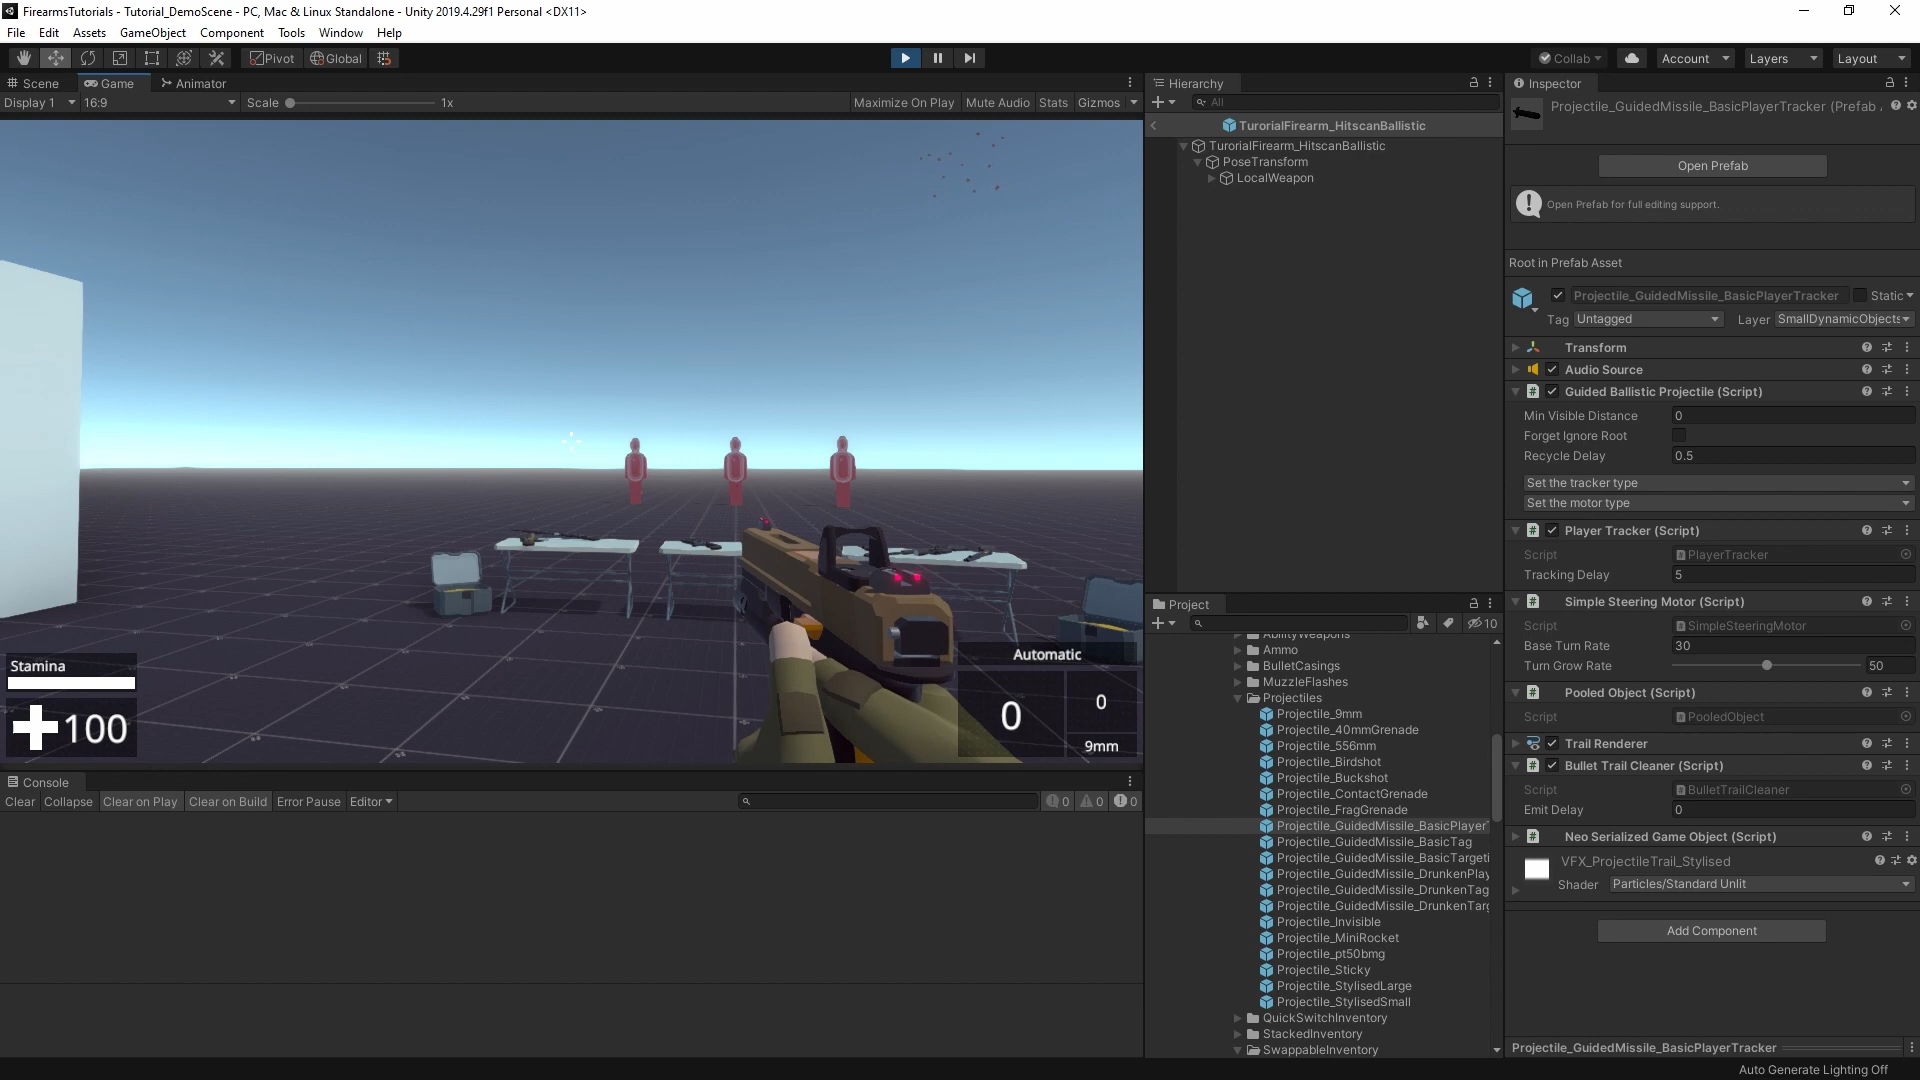 FirearmsTutorials - Tutorial_DemoScene - PC, Mac & Linux Standalone - Unity 2019.4.29f1 Personal <DX11>
File Edit Assets GameObject Component Tools Window Help
Pivot Global Collab Account Layers Layout
Scene Game Animator
Display 1 16:9 Scale 1x Maximize On Play Mute Audio Stats Gizmos
Stamina
100
Automatic
0
0
9mm
Console
Clear Collapse Clear on Play Clear on Build Error Pause Editor 0 0 0
Hierarchy
All
TurorialFirearm_HitscanBallistic
TurorialFirearm_HitscanBallistic
PoseTransform
LocalWeapon
Project
10
AbilityWeapons
Ammo
BulletCasings
MuzzleFlashes
Projectiles
Projectile_9mm
Projectile_40mmGrenade
Projectile_556mm
Projectile_Birdshot
Projectile_Buckshot
Projectile_ContactGrenade
Projectile_FragGrenade
Projectile_GuidedMissile_BasicPlayer
Projectile_GuidedMissile_BasicTag
Projectile_GuidedMissile_BasicTargeti
Projectile_GuidedMissile_DrunkenPlay
Projectile_GuidedMissile_DrunkenTag
Projectile_GuidedMissile_DrunkenTarg
Projectile_Invisible
Projectile_MiniRocket
Projectile_pt50bmg
Projectile_Sticky
Projectile_StylisedLarge
Projectile_StylisedSmall
QuickSwitchInventory
StackedInventory
SwappableInventory
Inspector
Projectile_GuidedMissile_BasicPlayerTracker (Prefab
Open Prefab
Open Prefab for full editing support.
Root in Prefab Asset
Projectile_GuidedMissile_BasicPlayerTracker Static
Tag Untagged Layer SmallDynamicObjects
Transform
Audio Source
Guided Ballistic Projectile (Script)
Min Visible Distance 0
Forget Ignore Root
Recycle Delay 0.5
Set the tracker type
Set the motor type
Player Tracker (Script)
Script PlayerTracker
Tracking Delay 5
Simple Steering Motor (Script)
Script SimpleSteeringMotor
Base Turn Rate 30
Turn Grow Rate 50
Pooled Object (Script)
Script PooledObject
Trail Renderer
Bullet Trail Cleaner (Script)
Script BulletTrailCleaner
Emit Delay 0
Neo Serialized Game Object (Script)
VFX_ProjectileTrail_Stylised
Shader Particles/Standard Unlit
Add Component
Projectile_GuidedMissile_BasicPlayerTracker
Auto Generate Lighting Off